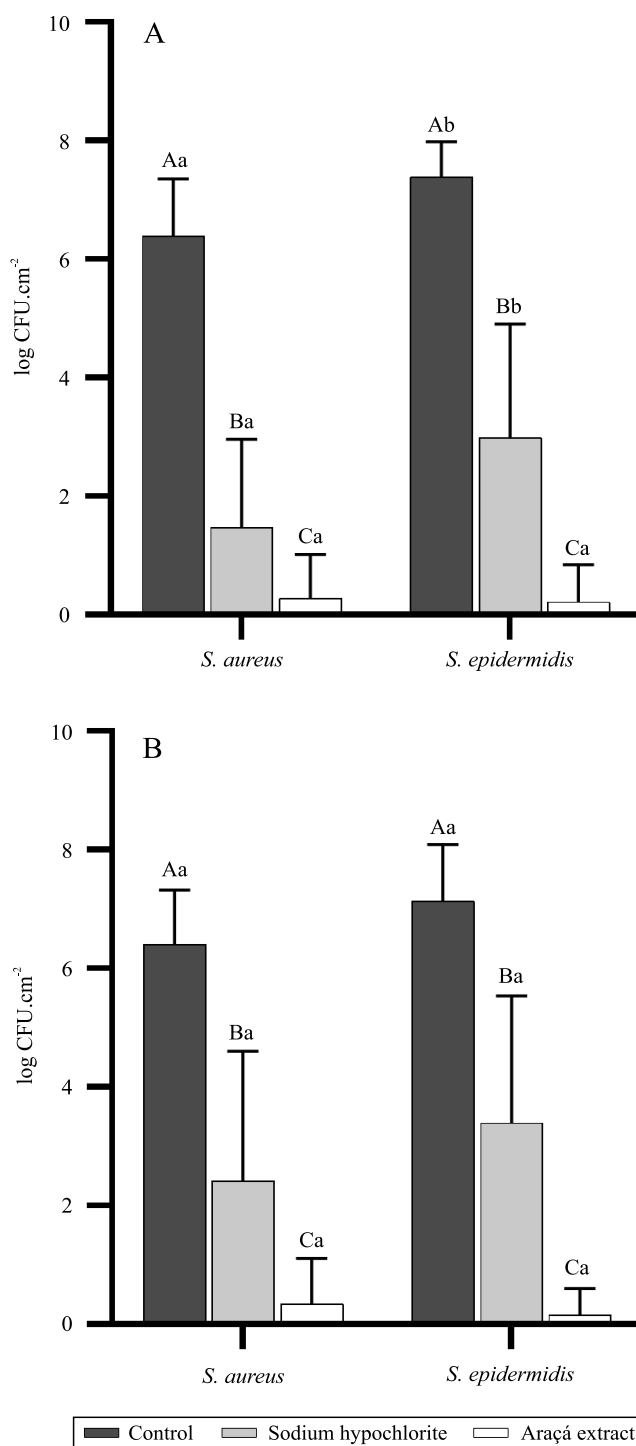 A
10
8
6
4
2
0
log CFU.cm⁻²
Aa
Ba
Ca
Ab
Bb
Ca
S. aureus
S. epidermidis
B
10
8
6
4
2
0
log CFU.cm⁻²
Aa
Ba
Ca
Aa
Ba
Ca
S. aureus
S. epidermidis
Control
Sodium hypochlorite
Araçá extract